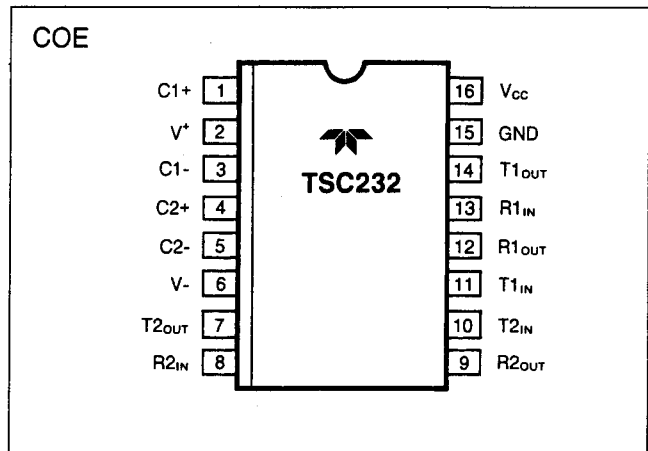 COE
C1+ 1
V+ 2
C1- 3
C2+ 4
C2- 5
V- 6
T2OUT 7
R2IN 8
TSC232
16 VCC
15 GND
14 T1OUT
13 R1IN
12 R1OUT
11 T1IN
10 T2IN
9 R2OUT